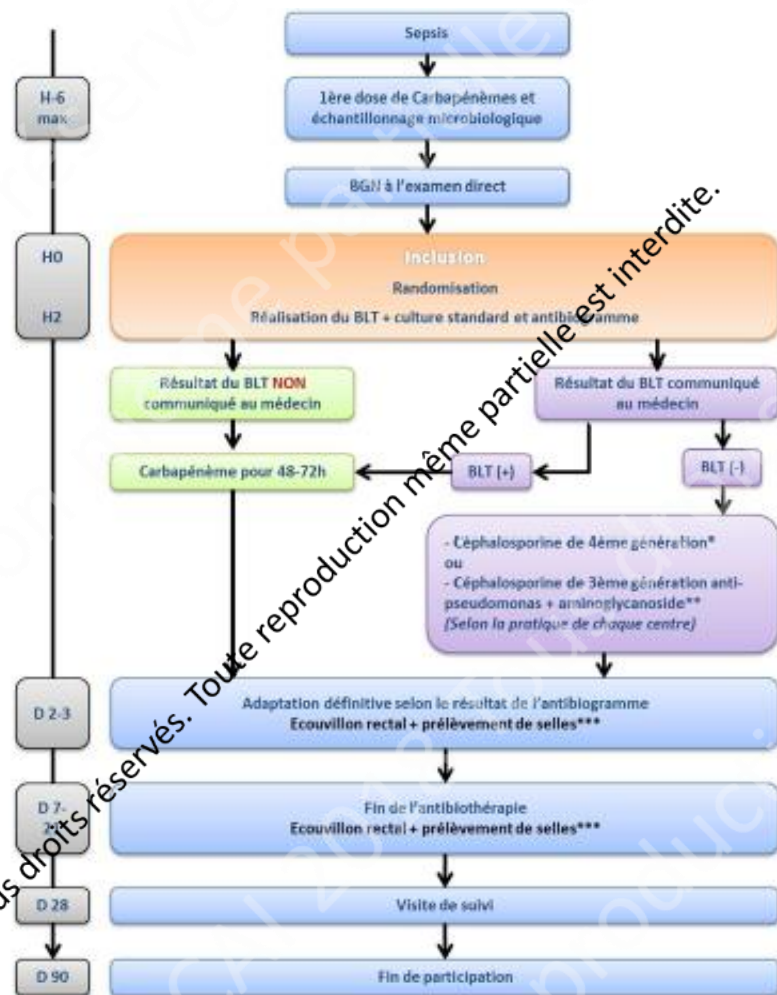 Sepsis
H-6
max
1ère dose de Carbapénèmes et
échantillonnage microbiologique
BGN à l'examen direct
H0
Inclusion
Randomisation
H2
Réalisation du BLT + culture standard et antibiogramme
Résultat du BLT NON
communiqué au médecin
Résultat du BLT communiqué
au médecin
Carbapénème pour 48-72h
BLT (+)
BLT (-)
- Céphalosporine de 4ème génération*
ou
- Céphalosporine de 3ème génération anti-
pseudomonas + aminoglycanoside**
(Selon la pratique de chaque centre)
D 2-3
Adaptation définitive selon le résultat de l'antibiogramme
Ecouvillon rectal + prélèvement de selles***
D 7-
Fin de l'antibiothérapie
Ecouvillon rectal + prélèvement de selles***
D 28
Visite de suivi
D 90
Fin de participation
droits réservés. Toute reproduction même partielle est interdite.